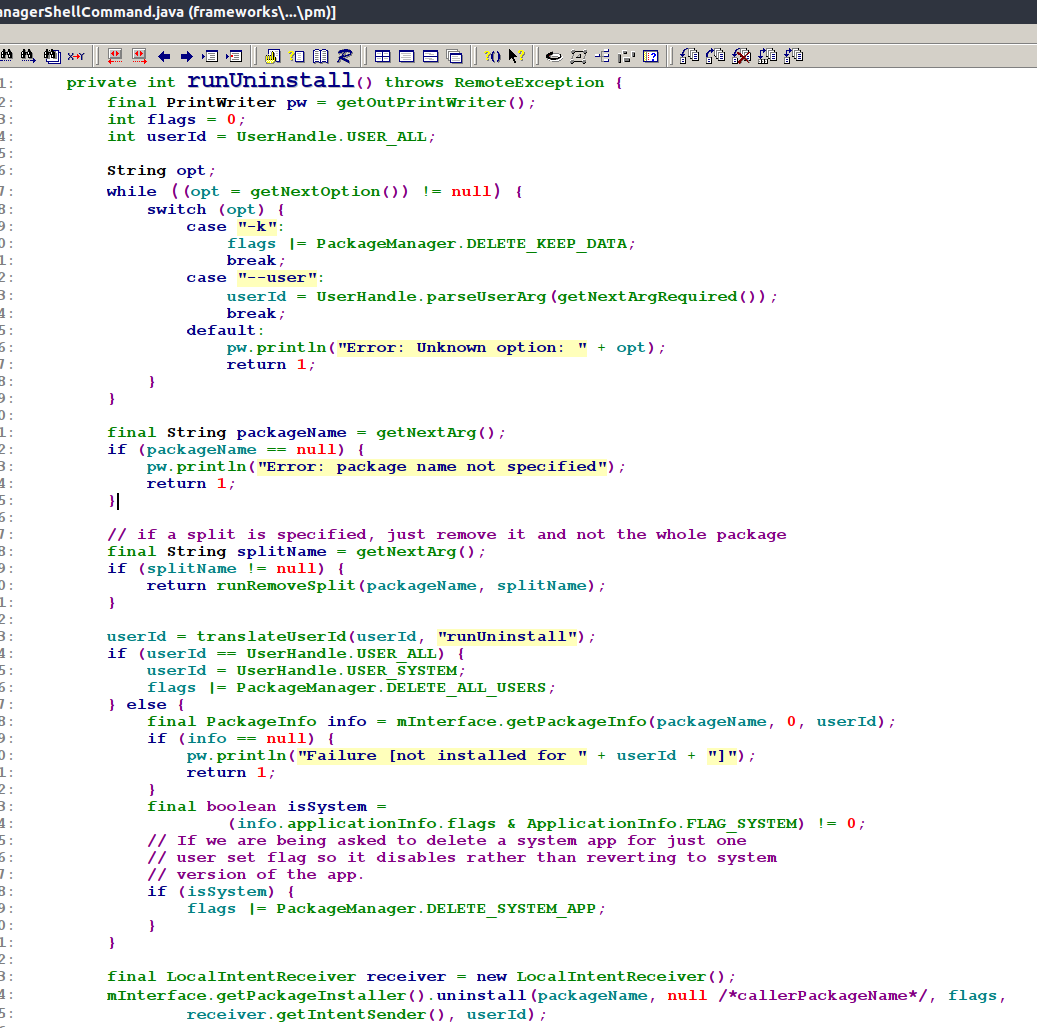 anagerShellCommand.java (frameworks\...\pm)]
1:     private int runUninstall() throws RemoteException {
2:         final PrintWriter pw = getOutPrintWriter();
3:         int flags = 0;
4:         int userId = UserHandle.USER_ALL;
5:
6:         String opt;
7:         while ((opt = getNextOption()) != null) {
8:             switch (opt) {
9:                 case "-k":
0:                     flags |= PackageManager.DELETE_KEEP_DATA;
1:                     break;
2:                 case "--user":
3:                     userId = UserHandle.parseUserArg(getNextArgRequired());
4:                     break;
5:                 default:
6:                     pw.println("Error: Unknown option: " + opt);
7:                     return 1;
8:             }
9:         }
0:
1:         final String packageName = getNextArg();
2:         if (packageName == null) {
3:             pw.println("Error: package name not specified");
4:             return 1;
5:         }
6:
7:         // if a split is specified, just remove it and not the whole package
8:         final String splitName = getNextArg();
9:         if (splitName != null) {
0:             return runRemoveSplit(packageName, splitName);
1:         }
2:
3:         userId = translateUserId(userId, "runUninstall");
4:         if (userId == UserHandle.USER_ALL) {
5:             userId = UserHandle.USER_SYSTEM;
6:             flags |= PackageManager.DELETE_ALL_USERS;
7:         } else {
8:             final PackageInfo info = mInterface.getPackageInfo(packageName, 0, userId);
9:             if (info == null) {
0:                 pw.println("Failure [not installed for " + userId + "]");
1:                 return 1;
2:             }
3:             final boolean isSystem =
4:                     (info.applicationInfo.flags & ApplicationInfo.FLAG_SYSTEM) != 0;
5:             // If we are being asked to delete a system app for just one
6:             // user set flag so it disables rather than reverting to system
7:             // version of the app.
8:             if (isSystem) {
9:                 flags |= PackageManager.DELETE_SYSTEM_APP;
0:             }
1:         }
2:
3:         final LocalIntentReceiver receiver = new LocalIntentReceiver();
4:         mInterface.getPackageInstaller().uninstall(packageName, null /*callerPackageName*/, flags,
5:                 receiver.getIntentSender(), userId);